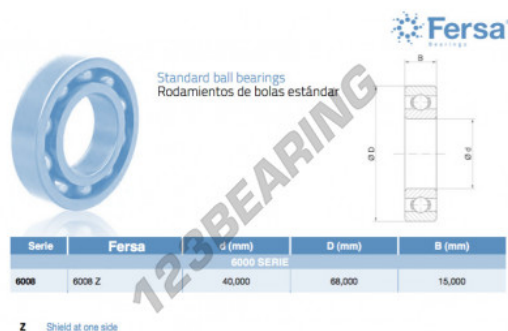 Fersa
Bearings
Standard ball bearings
Rodamientos de bolas estándar
B
Ø D
Ø d
123BEARING
Serie Fersa d (mm) D (mm) B (mm)
6000 SERIE
6008 6008 Z 40,000 68,000 15,000
Z Shield at one side